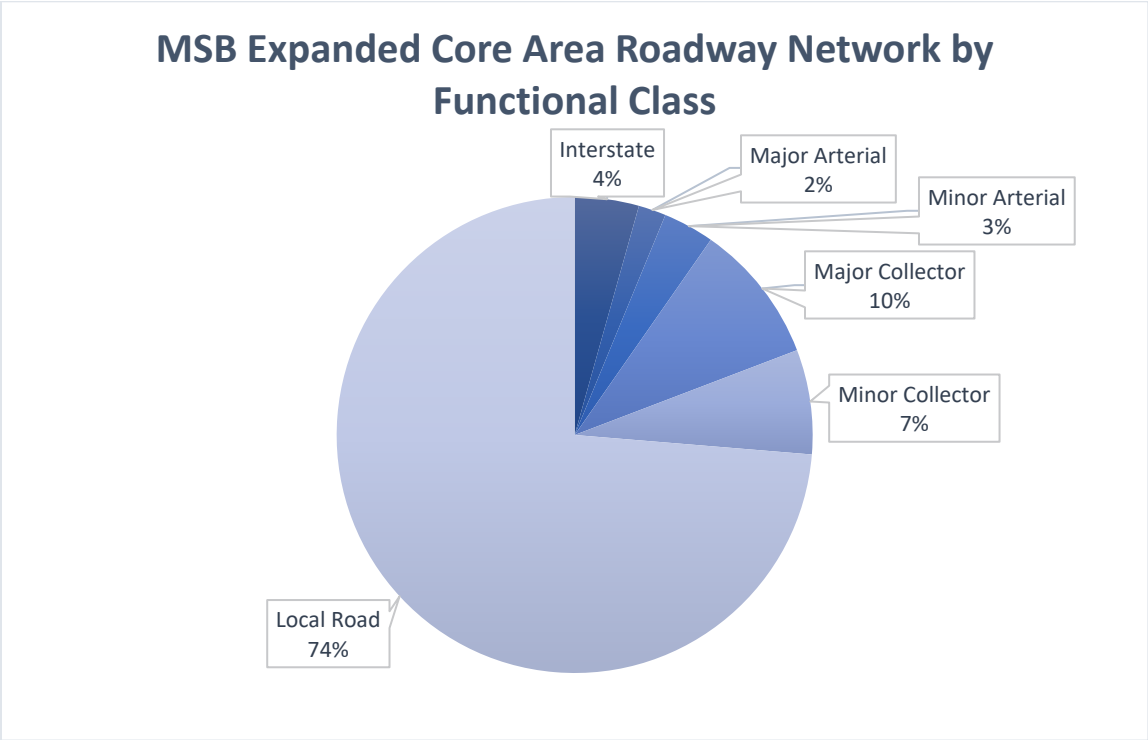 MSB Expanded Core Area Roadway Network by
Functional Class
Interstate
4%
Major Arterial
2%
Minor Arterial
3%
Major Collector
10%
Minor Collector
7%
Local Road
74%